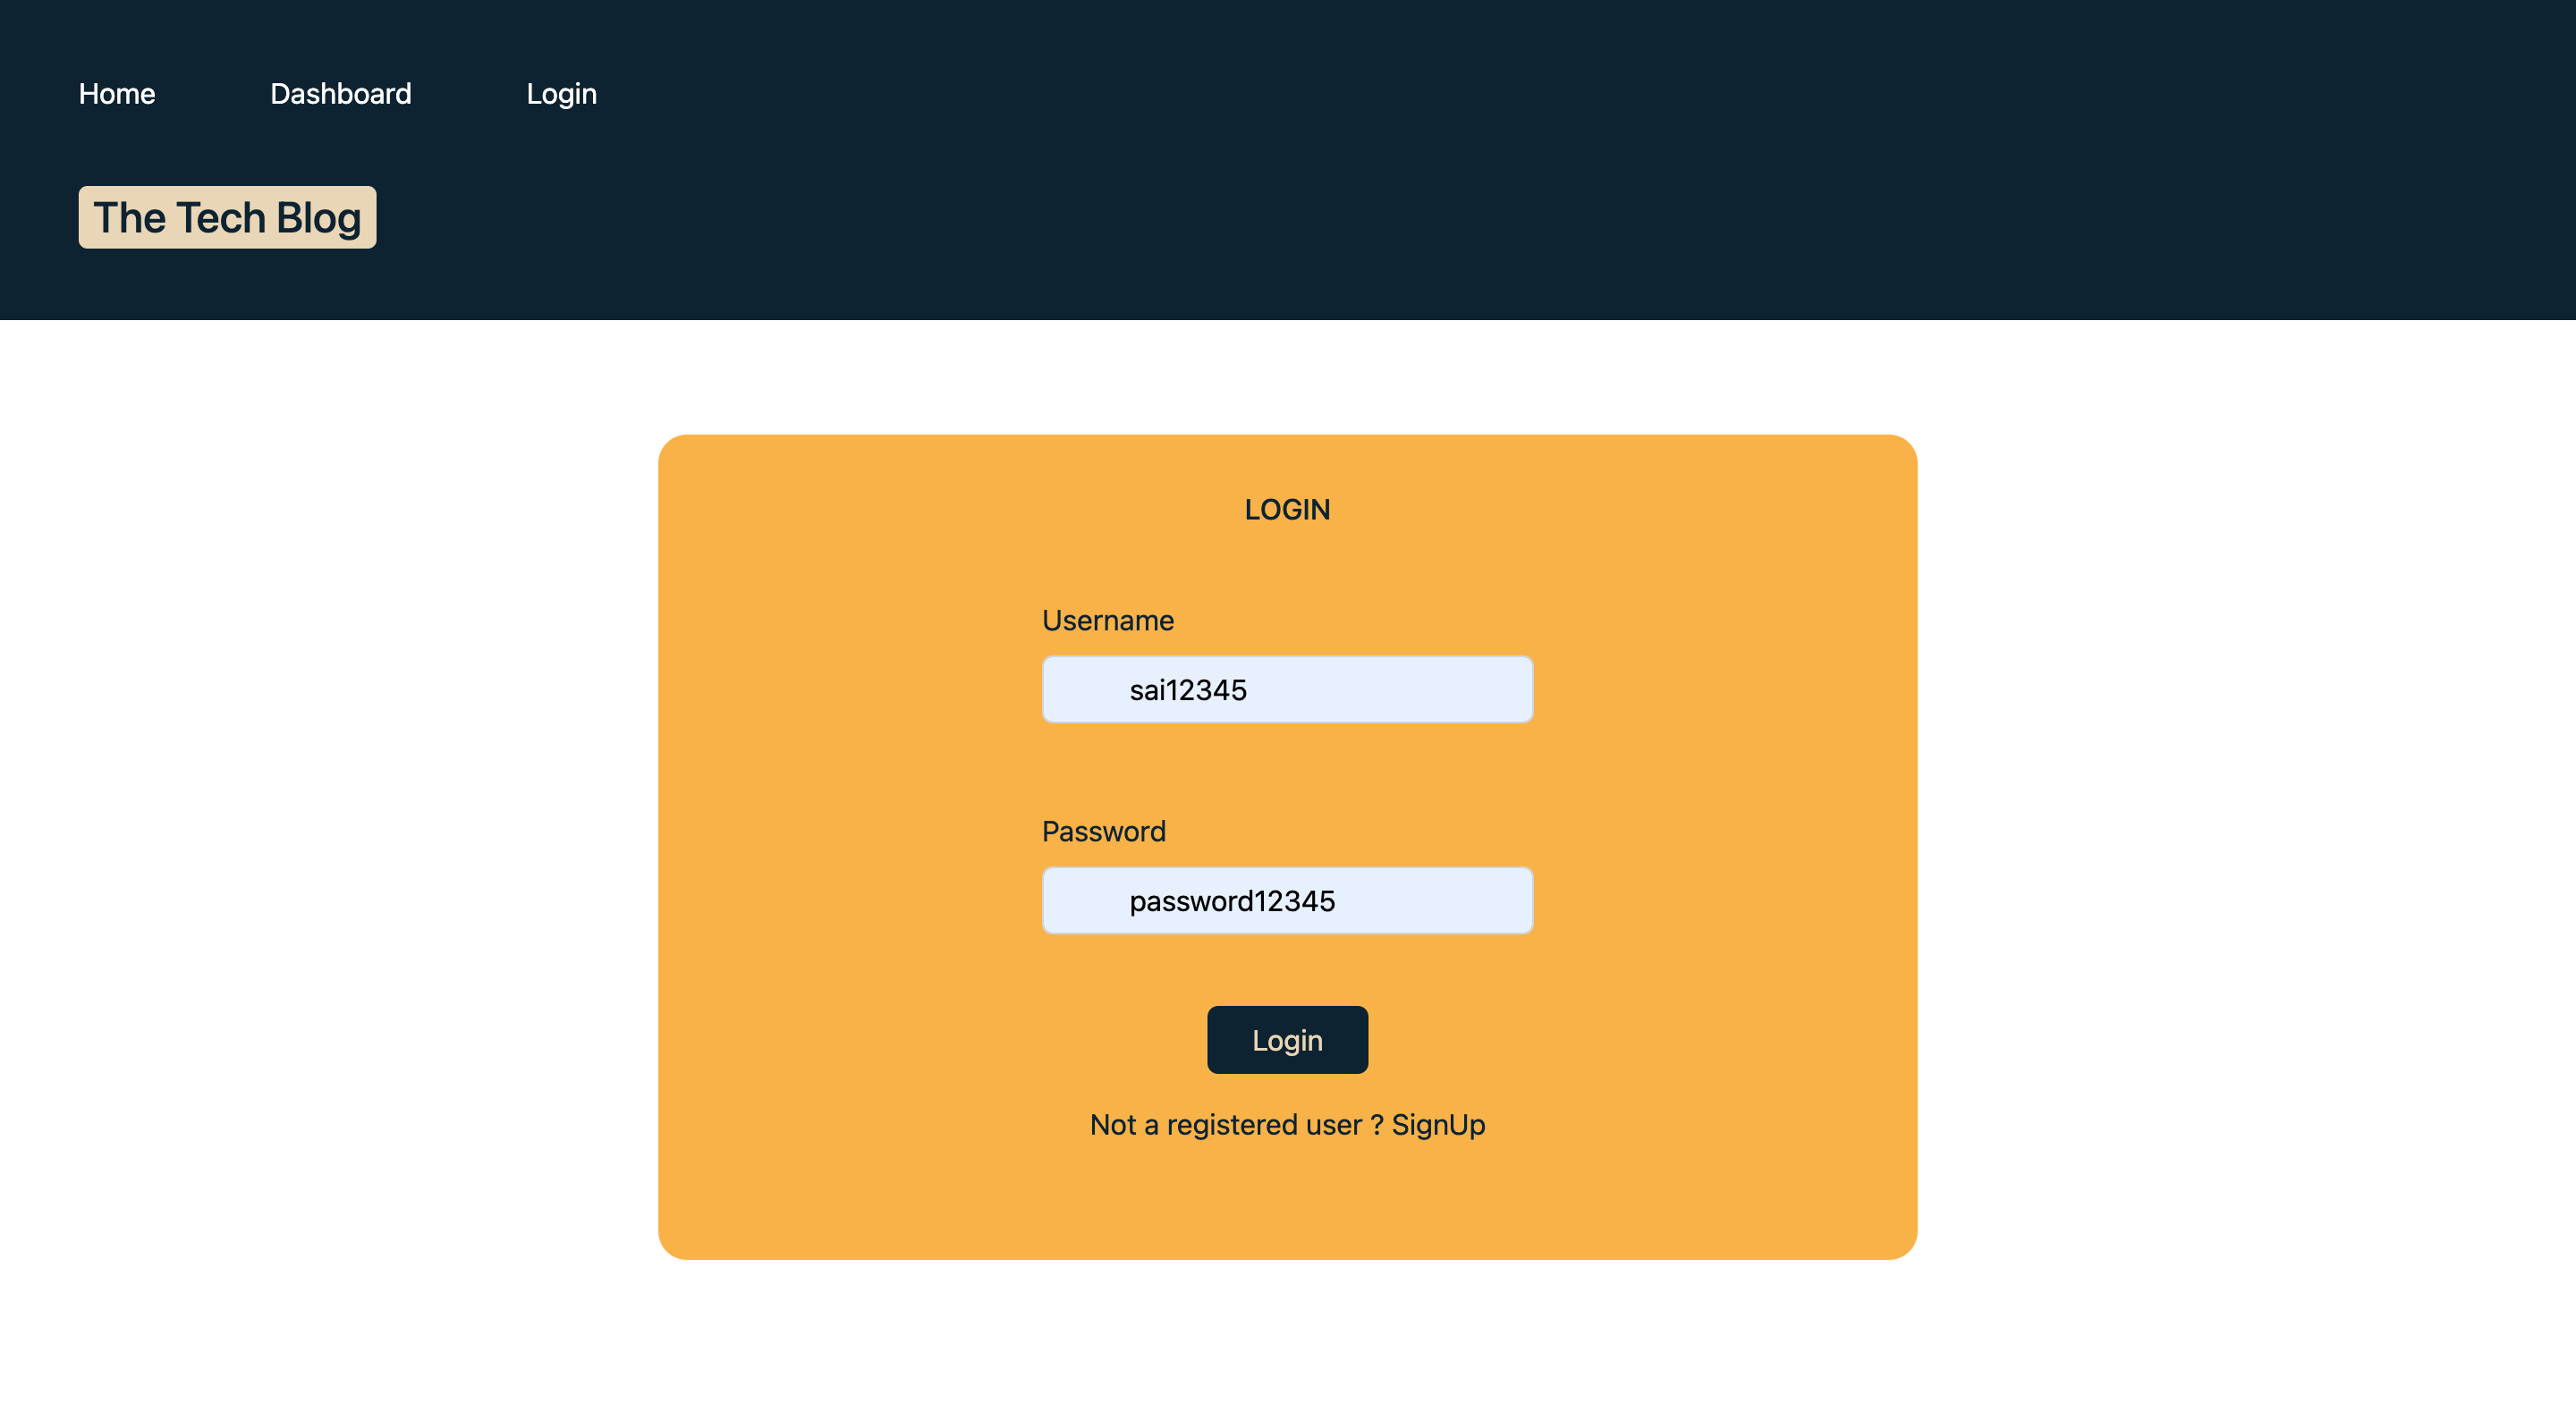 Home Dashboard Login
The Tech Blog
LOGIN
Username
sai12345
Password
password12345
Login
Not a registered user ? SignUp